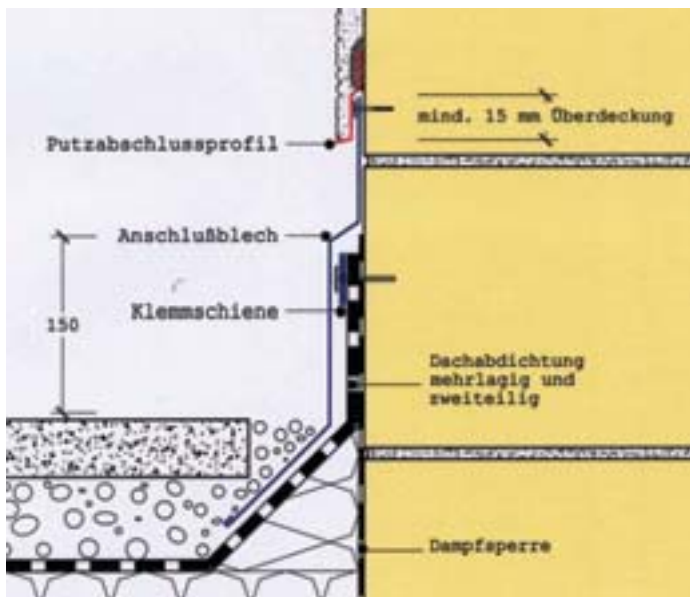 mind. 15 mm Überdeckung
Putzabschlussprofil
Anschlußblech
Klemmschiene
150
Dachabdichtung
mehrlagig und
zweiteilig
Dampfsperre